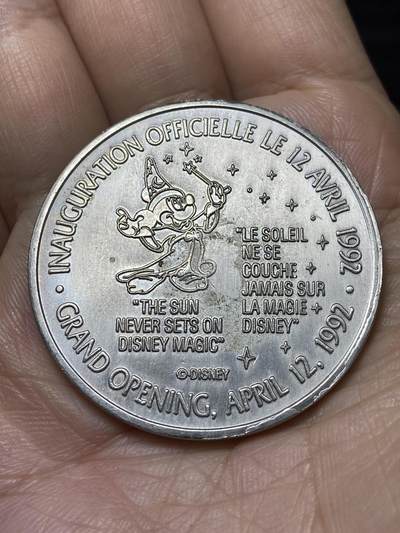 · INAUGURATION OFFICIELLE LE 12 AVRIL 1992 ·
"LE SOLEIL
NE SE
COUCHE
JAMAIS SUR
LA MAGIE
DISNEY"
"THE SUN
NEVER SETS ON
DISNEY MAGIC"
©DISNEY
GRAND OPENING, APRIL 12, 1992